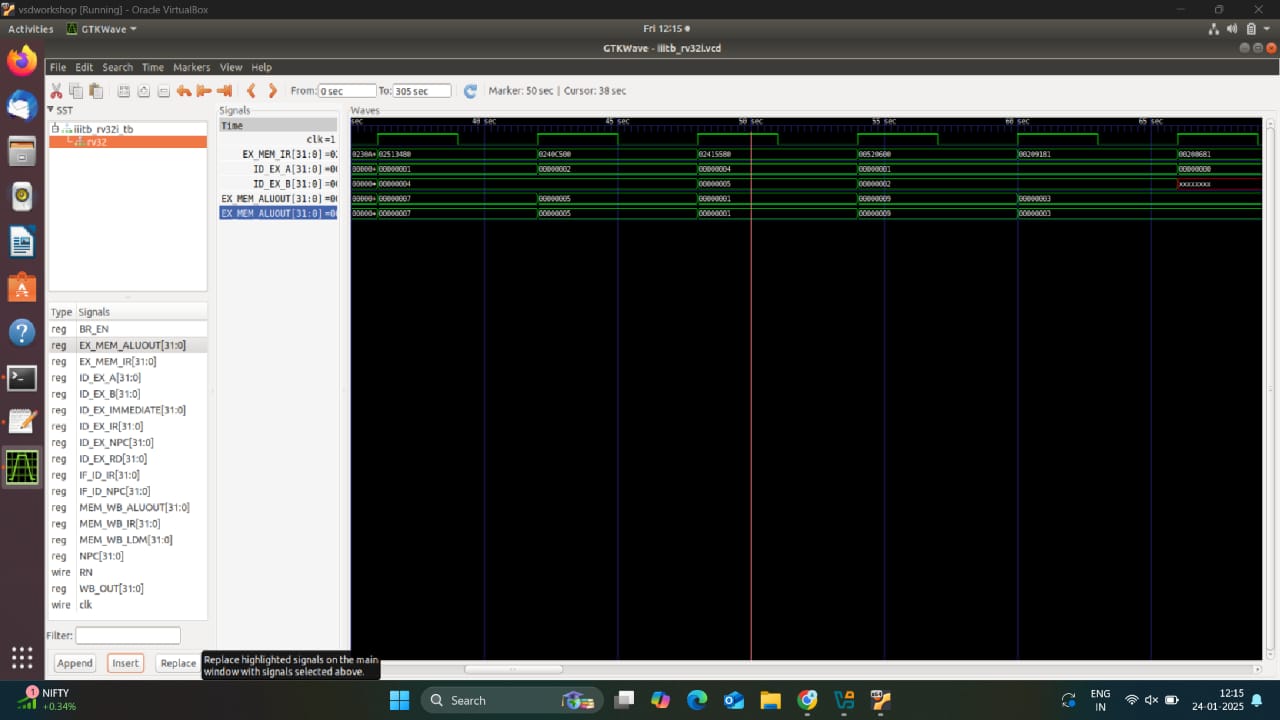 vsdworkshop [Running] - Oracle VirtualBox
Activities GTKWave Fri 12:15
GTKWave - iiitb_rv32i.vcd
File Edit Search Time Markers View Help
From: 0 sec To: 305 sec Marker: 50 sec | Cursor: 38 sec
SST
iiitb_rv32i_tb
rv32
Type Signals
reg BR_EN
reg EX_MEM_ALUOUT[31:0]
reg EX_MEM_IR[31:0]
reg ID_EX_A[31:0]
reg ID_EX_B[31:0]
reg ID_EX_IMMEDIATE[31:0]
reg ID_EX_IR[31:0]
reg ID_EX_NPC[31:0]
reg ID_EX_RD[31:0]
reg IF_ID_IR[31:0]
reg IF_ID_NPC[31:0]
reg MEM_WB_ALUOUT[31:0]
reg MEM_WB_IR[31:0]
reg MEM_WB_LDM[31:0]
reg NPC[31:0]
wire RN
reg WB_OUT[31:0]
wire clk
Filter:
Append Insert Replace
Replace highlighted signals on the main
window with signals selected above.
Signals
Time
clk=1
EX_MEM_IR[31:0] =02
ID_EX_A[31:0] =00
ID_EX_B[31:0] =00
EX_MEM_ALUOUT[31:0] =00
EX_MEM_ALUOUT[31:0] =00
Waves
sec 40 sec 45 sec 50 sec 55 sec 60 sec 65 sec
0230A+ 02513480 0240C500 02415580 00520600 00209181 00208681
00000+ 00000001 00000002 00000004 00000001 00000000
00000+ 00000004 00000005 00000002 xxxxxxxx
00000+ 00000007 00000005 00000001 00000009 00000003
00000+ 00000007 00000005 00000001 00000009 00000003
1 NIFTY
+0.34%
Search
ENG
IN
12:15
24-01-2025